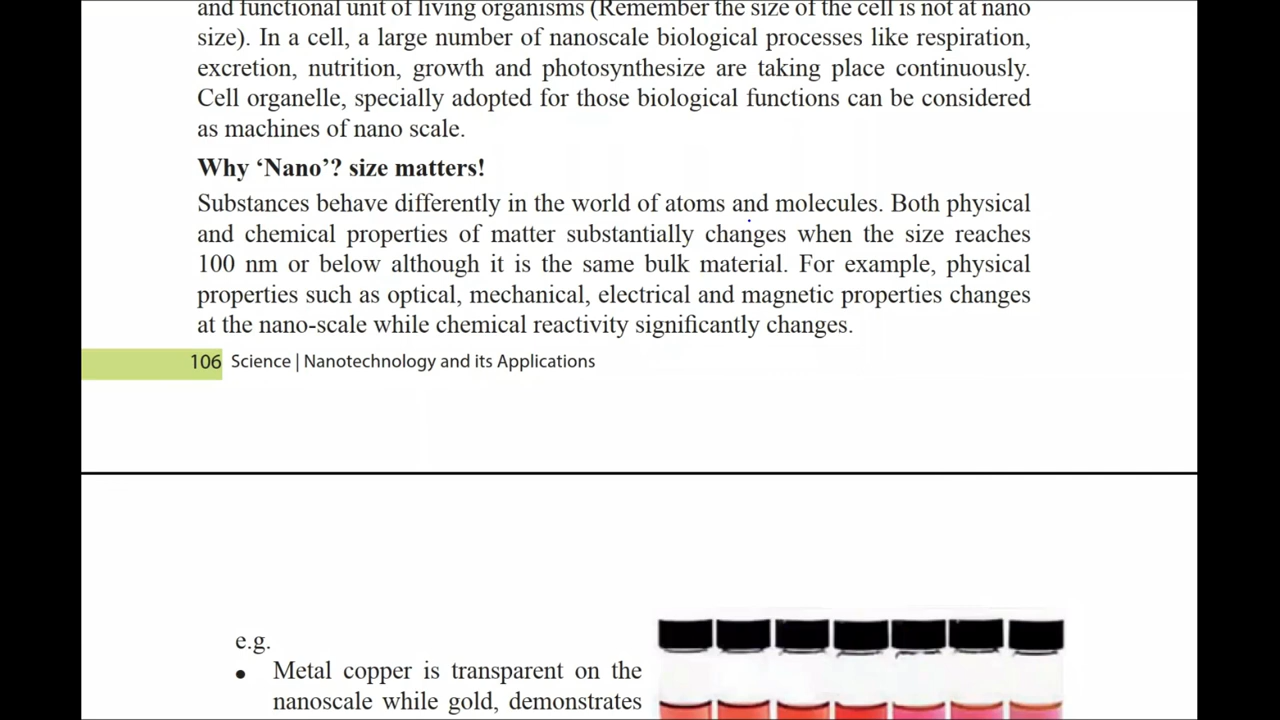 and functional unit of living organisms (Remember the size of the cell is not at nano
size). In a cell, a large number of nanoscale biological processes like respiration,
excretion, nutrition, growth and photosynthesize are taking place continuously.
Cell organelle, specially adopted for those biological functions can be considered
as machines of nano scale.
Why ‘Nano’? size matters!
Substances behave differently in the world of atoms and molecules. Both physical
and chemical properties of matter substantially changes when the size reaches
100 nm or below although it is the same bulk material. For example, physical
properties such as optical, mechanical, electrical and magnetic properties changes
at the nano-scale while chemical reactivity significantly changes.
106 Science | Nanotechnology and its Applications
e.g.
• Metal copper is transparent on the
nanoscale while gold, demonstrates